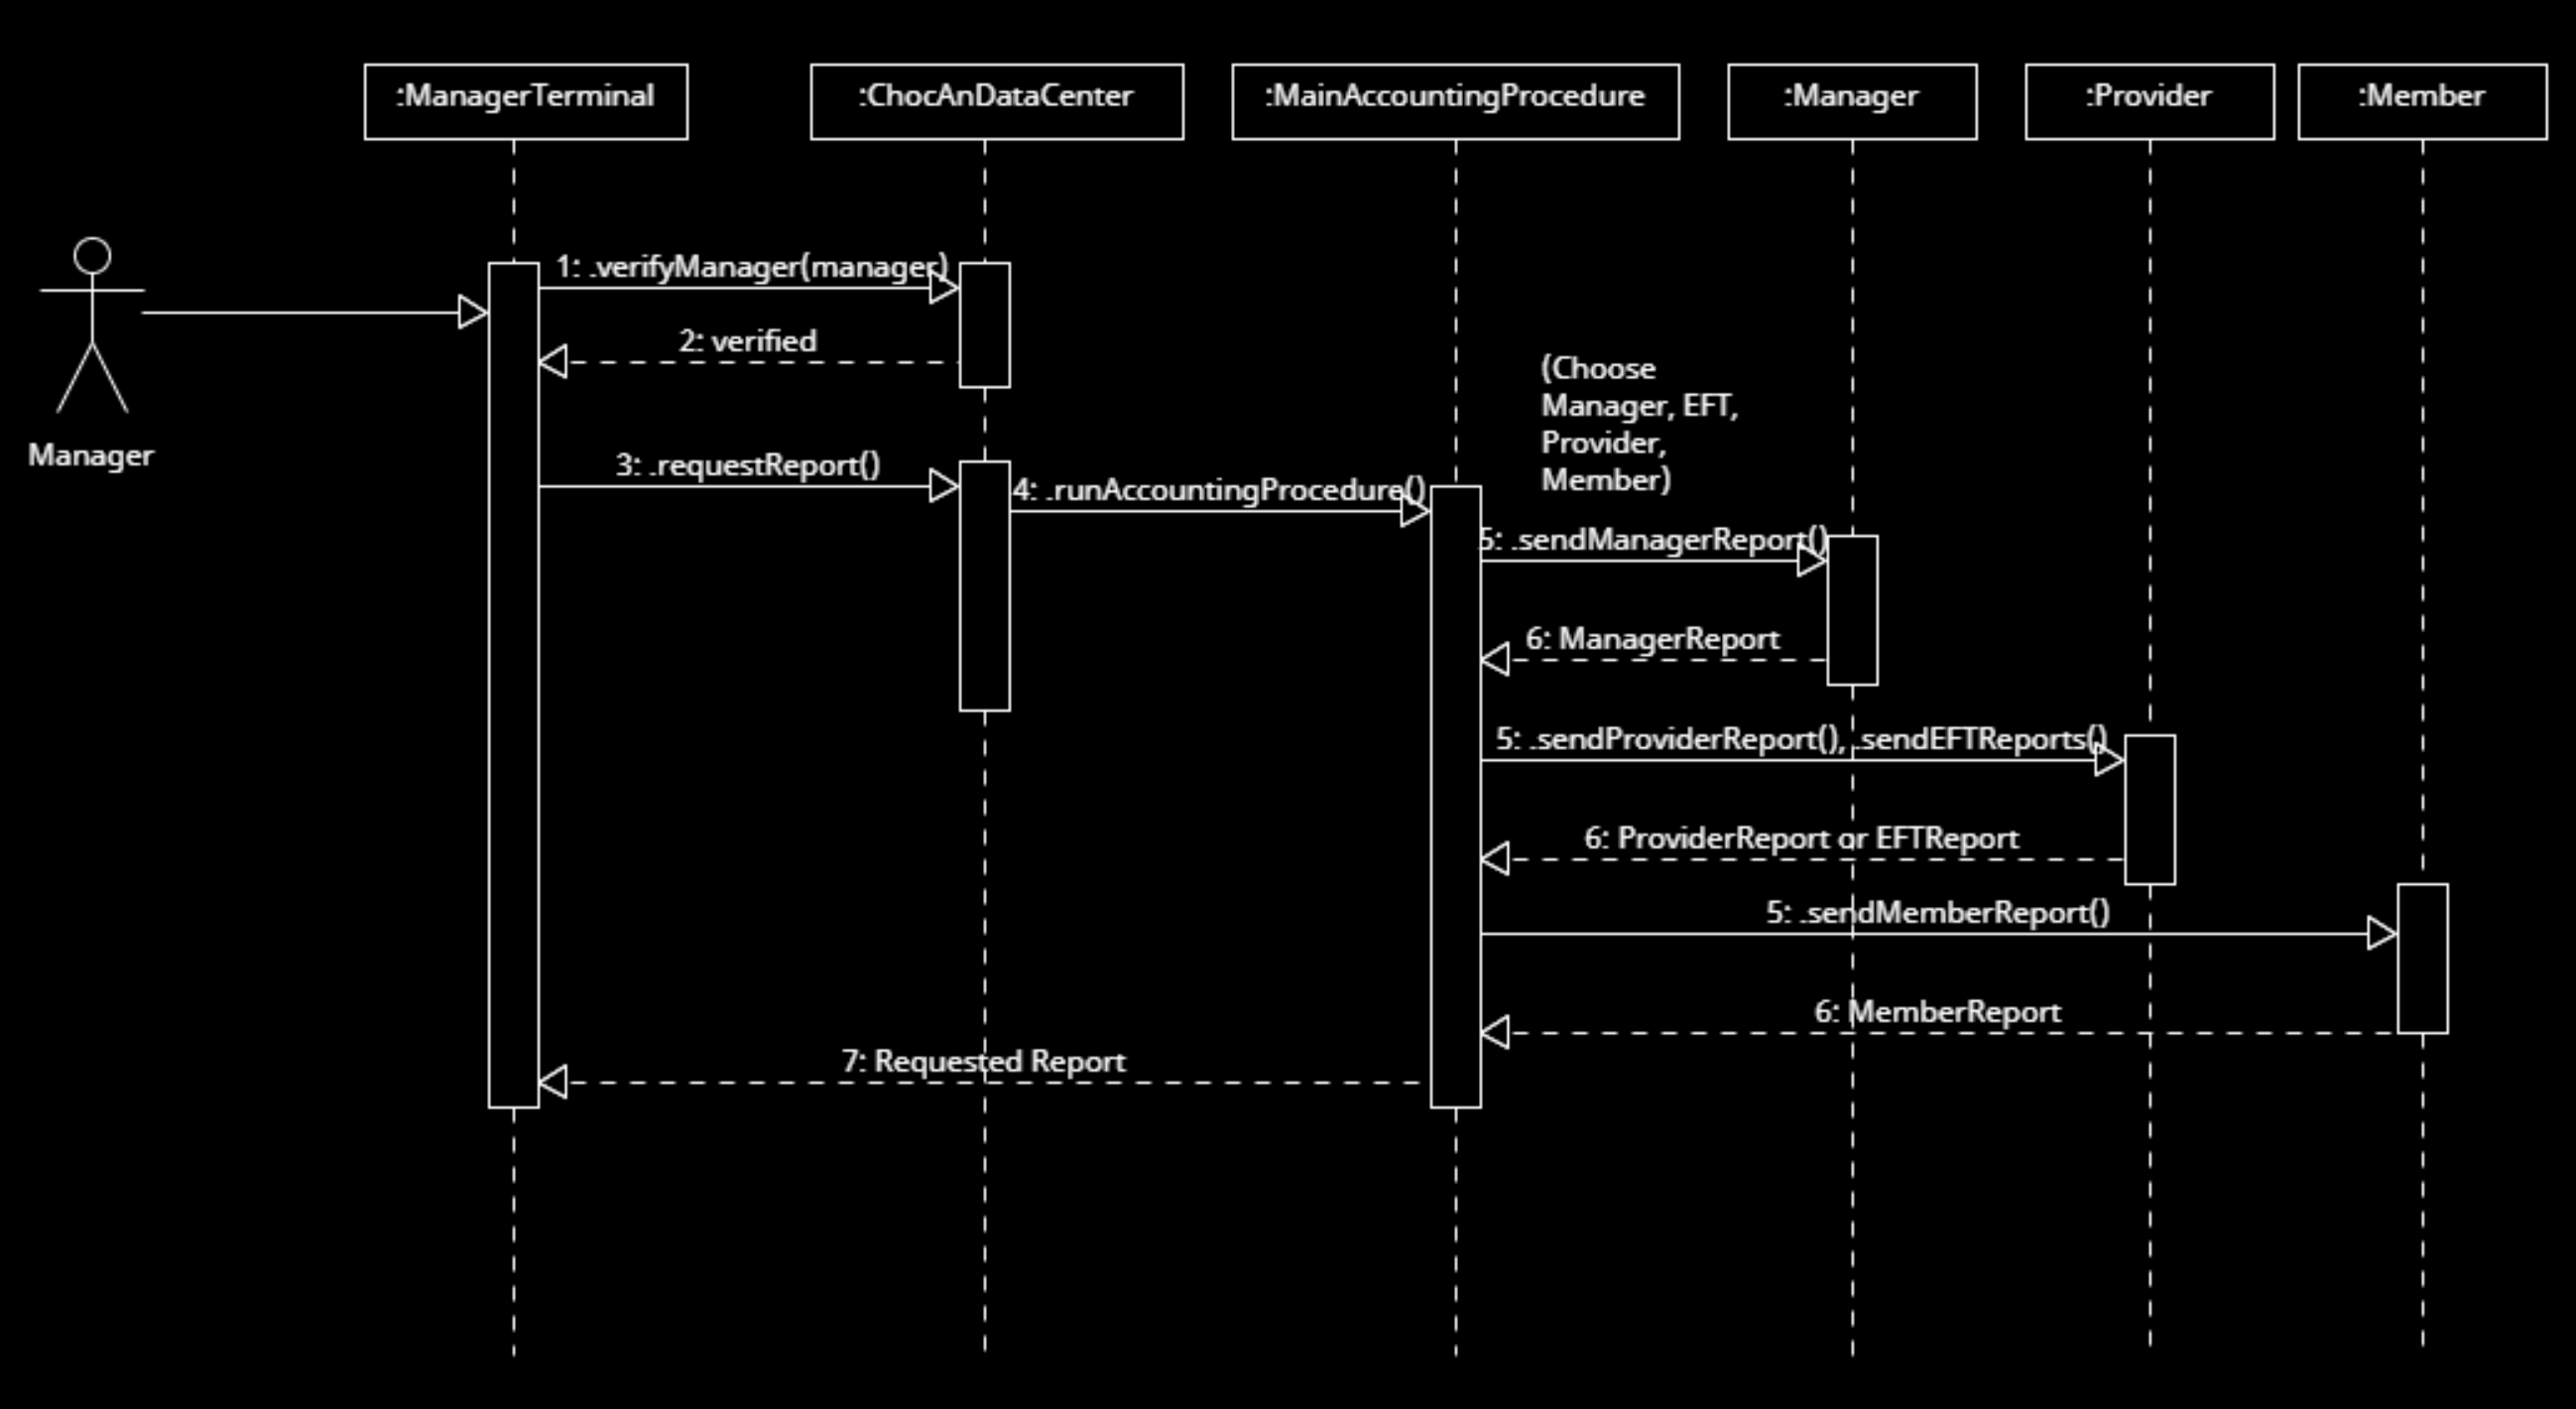 :ManagerTerminal
:ChocAnDataCenter
:MainAccountingProcedure
:Manager
:Provider
:Member
1: .verifyManager(manager)
2: verified
(Choose
Manager, EFT,
Provider,
Member)
Manager
3: .requestReport()
4: .runAccountingProcedure()
5: .sendManagerReport()
6: ManagerReport
5: .sendProviderReport(), .sendEFTReports()
6: ProviderReport or EFTReport
5: .sendMemberReport()
6: MemberReport
7: Requested Report